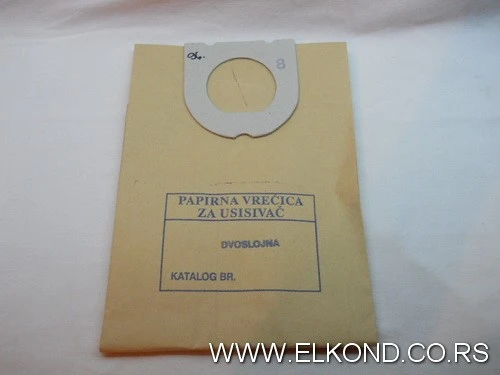 8
PAPIRNA VREĆICA
ZA USISIVAČ
DVOSLOJNA
KATALOG BR.
WWW.ELKOND.CO.RS